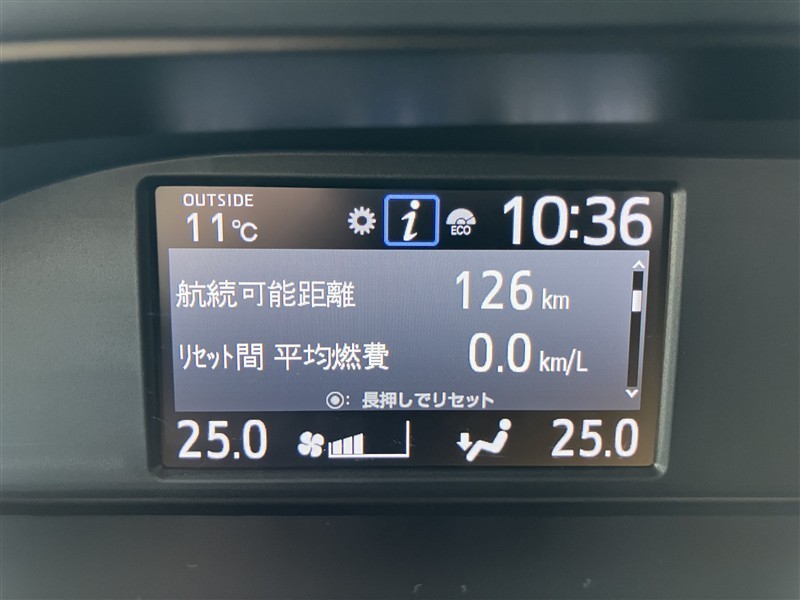 OUTSIDE
11℃
i
ECO
10:36
航続可能距離 126 km
ﾘｾｯﾄ間 平均燃費 0.0 km/L
◉: 長押しでリセット
25.0
25.0